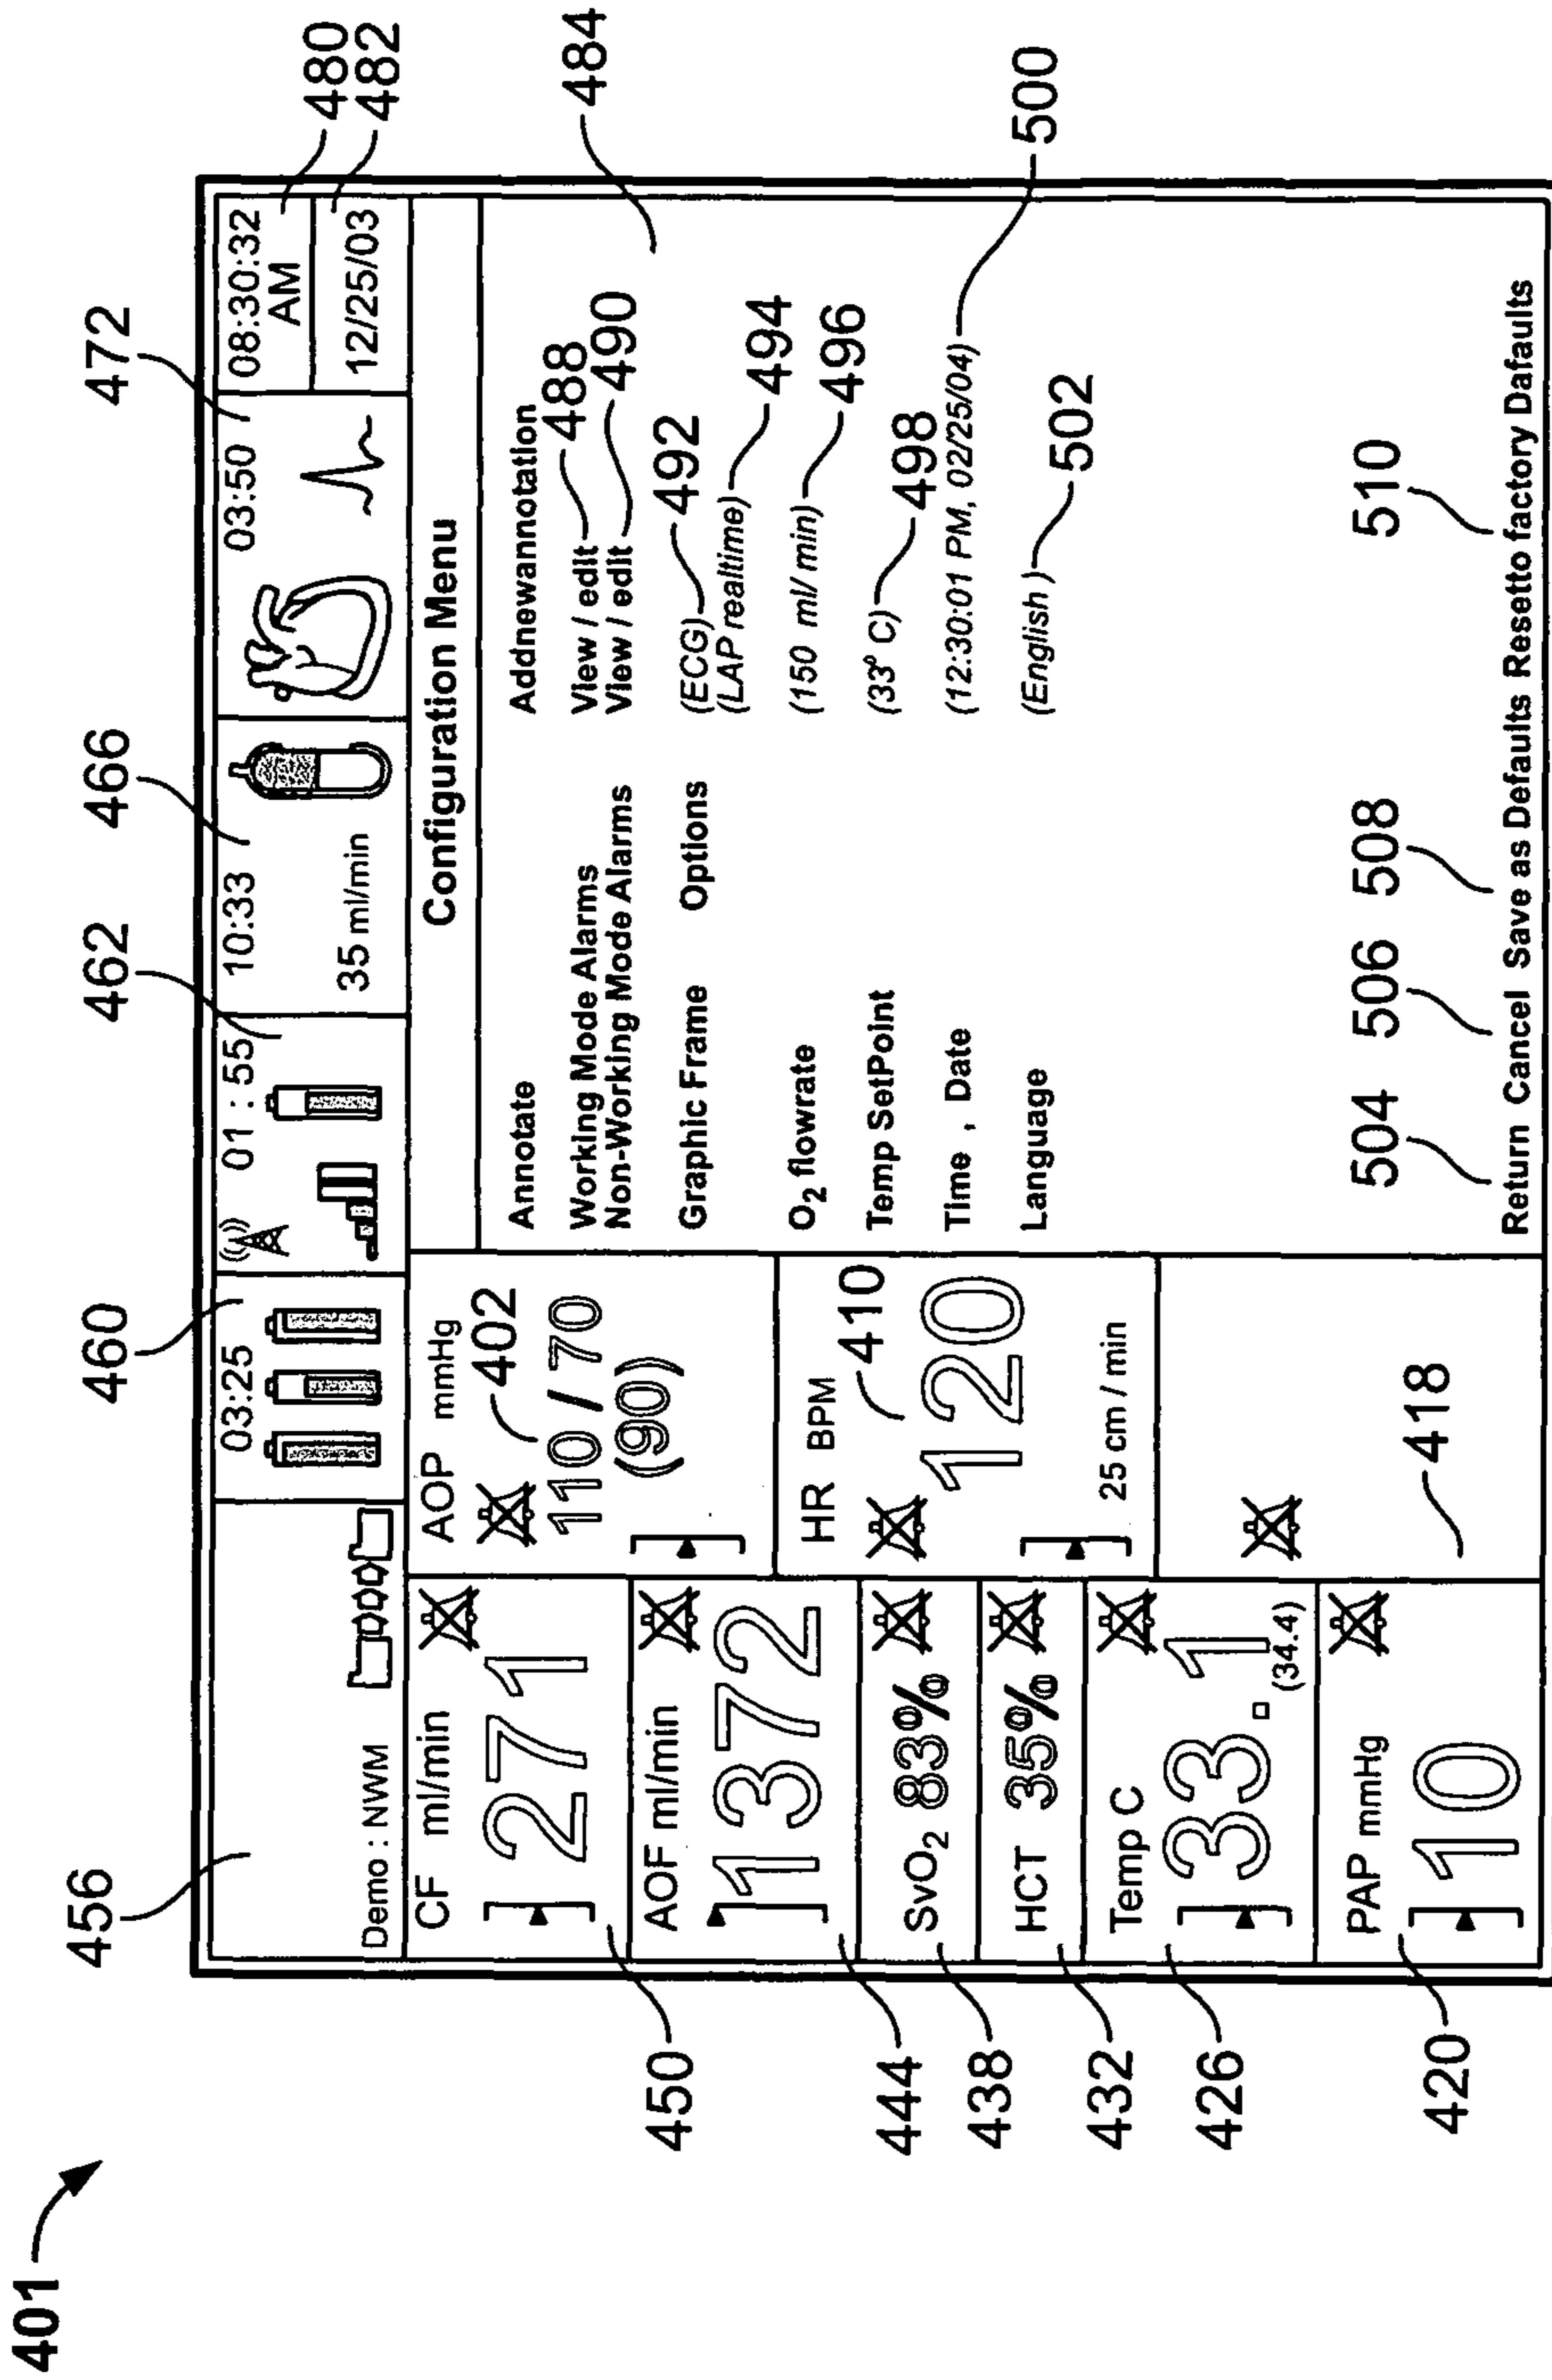 401
456
460
462
466
472
480
482
484
Demo : NWM
03:25
01 : 55
10:33
35 ml/min
03:50
08:30:32
AM
12/25/03
CF ml/min
271
450
AOF ml/min
1372
444
SvO2 83%
438
HCT 35%
432
Temp C
33.1
(34.4)
426
PAP mmHg
10
420
AOP mmHg
402
110 / 70
(90)
HR BPM
410
120
25 cm / min
418
Configuration Menu
Annotate Addnewannotation
Working Mode Alarms View / edit 488
Non-Working Mode Alarms View / edit 490
Graphic Frame Options (ECG) 492
(LAP realtime) 494
O2 flowrate (150 ml/ min) 496
Temp SetPoint (33° C) 498
Time , Date (12:30:01 PM, 02/25/04) 500
Language (English ) 502
504 506 508 510
Return Cancel Save as Defaults Resetto factory Dafaults